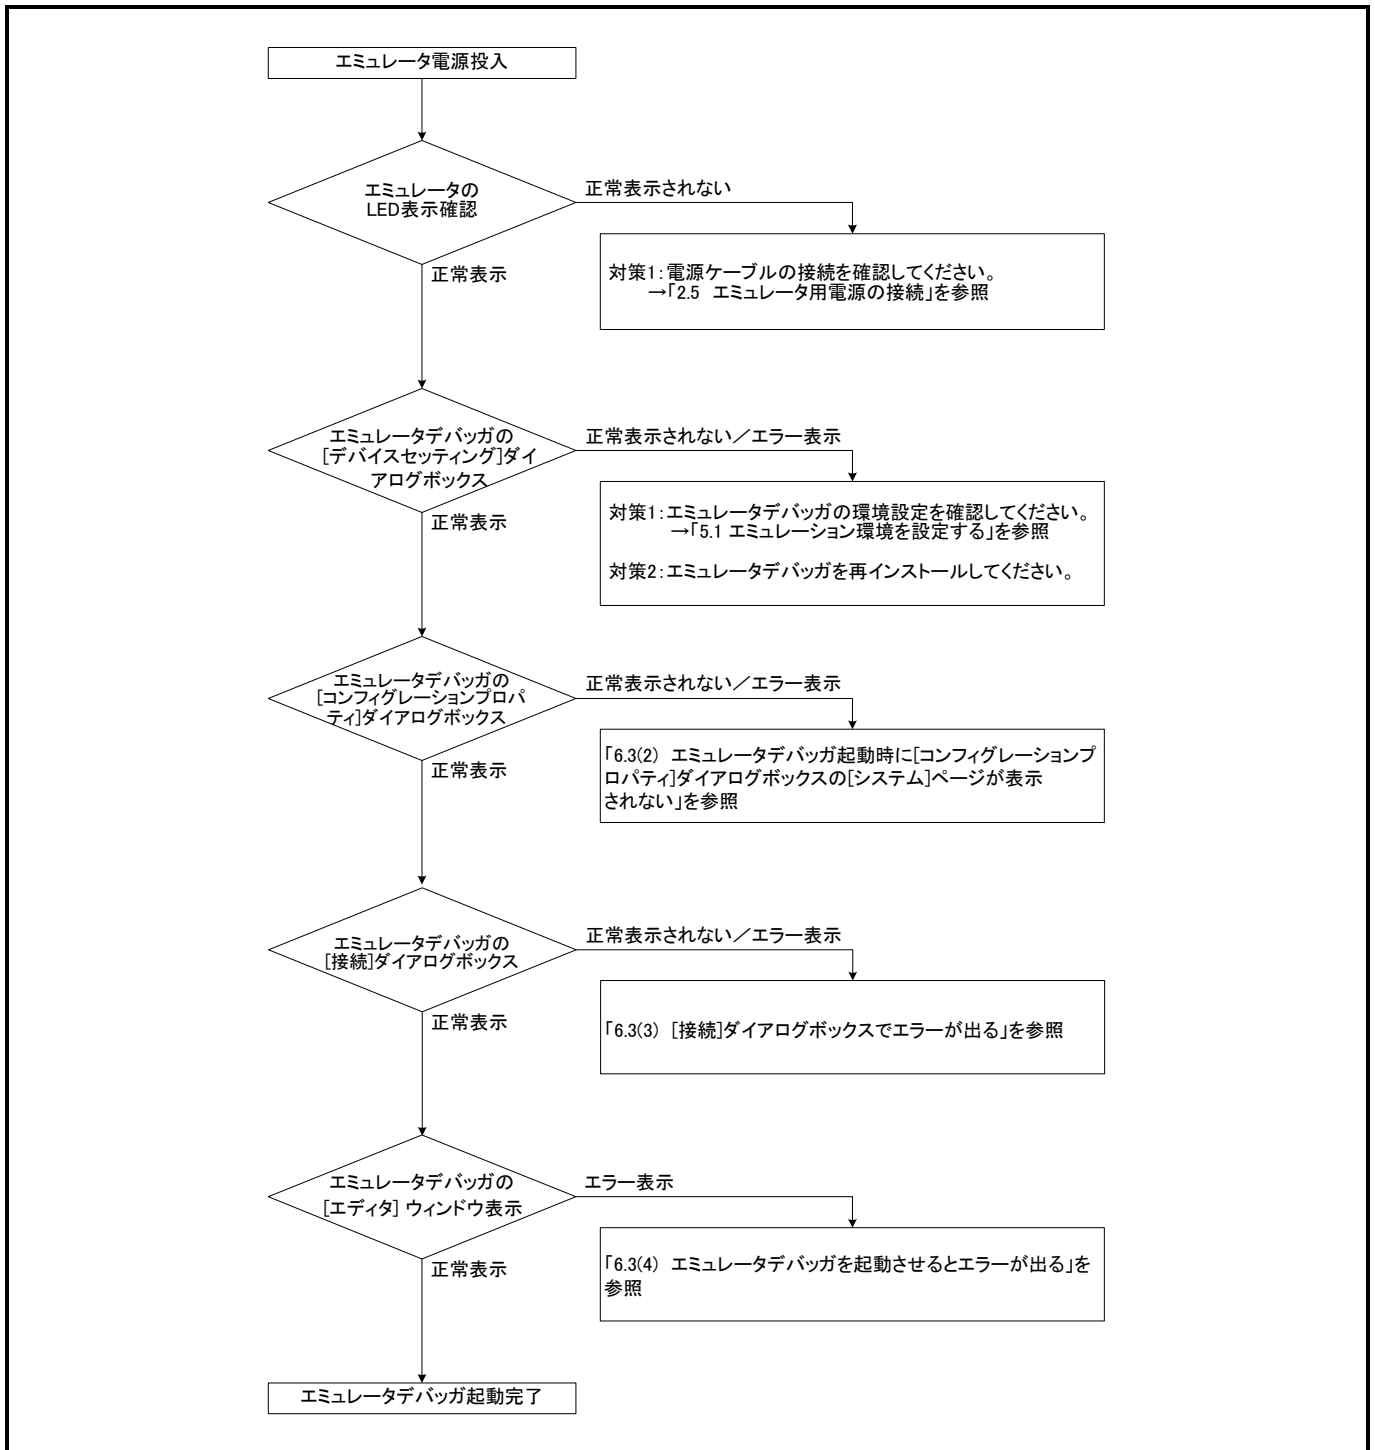 エミュレータ電源投入
エミュレータの
LED表示確認
正常表示されない
対策1：電源ケーブルの接続を確認してください。
→「2.5 エミュレータ用電源の接続」を参照
正常表示
エミュレータデバッガの
[デバイスセッティング]ダイ
アログボックス
正常表示されない／エラー表示
対策1：エミュレータデバッガの環境設定を確認してください。
→「5.1 エミュレーション環境を設定する」を参照
対策2：エミュレータデバッガを再インストールしてください。
正常表示
エミュレータデバッガの
[コンフィグレーションプロパ
ティ]ダイアログボックス
正常表示されない／エラー表示
「6.3(2) エミュレータデバッガ起動時に[コンフィグレーションプ
ロパティ]ダイアログボックスの[システム]ページが表示
されない」を参照
正常表示
エミュレータデバッガの
[接続]ダイアログボックス
正常表示されない／エラー表示
「6.3(3) [接続]ダイアログボックスでエラーが出る」を参照
正常表示
エミュレータデバッガの
[エディタ] ウィンドウ表示
エラー表示
「6.3(4) エミュレータデバッガを起動させるとエラーが出る」を
参照
正常表示
エミュレータデバッガ起動完了